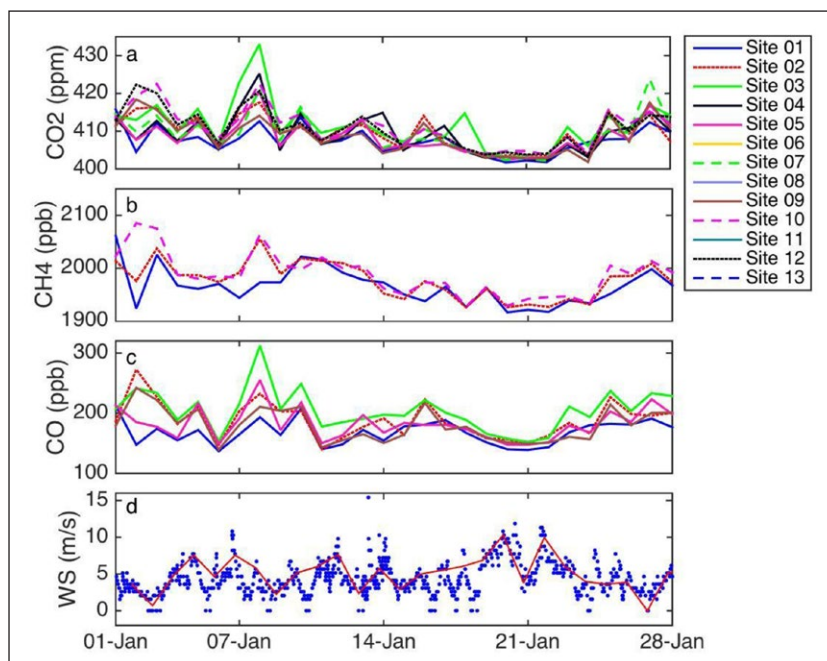 a
CO2 (ppm)
430
420
410
400
b
CH4 (ppb)
2100
2000
1900
c
CO (ppb)
300
200
100
d
WS (m/s)
15
10
5
0
01-Jan 07-Jan 14-Jan 21-Jan 28-Jan
Site 01
Site 02
Site 03
Site 04
Site 05
Site 06
Site 07
Site 08
Site 09
Site 10
Site 11
Site 12
Site 13